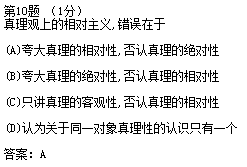 第10题 (1分)
真理观上的相对主义,错误在于
(A)夸大真理的相对性,否认真理的绝对性
(B)夸大真理的绝对性,否认真理的相对性
(C)只讲真理的客观性,否认真理的相对性
(D)认为关于同一对象真理性的认识只有一个
答案: A